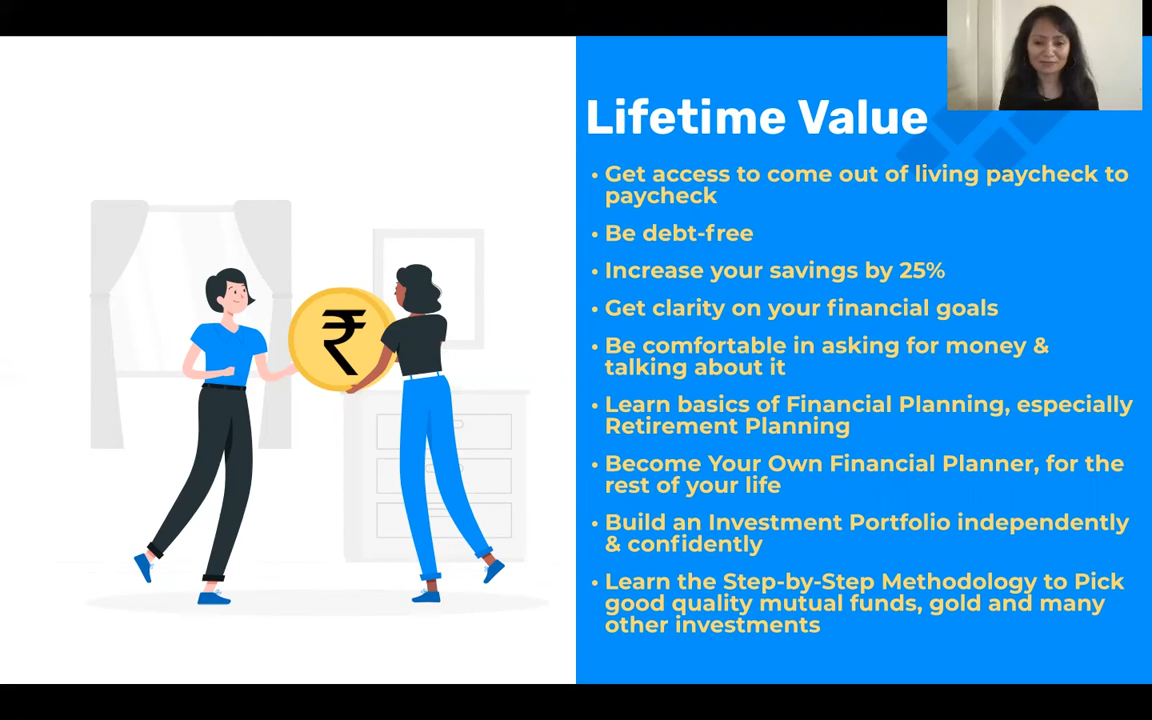 Lifetime Value
• Get access to come out of living paycheck to
paycheck
• Be debt-free
• Increase your savings by 25%
• Get clarity on your financial goals
• Be comfortable in asking for money &
talking about it
• Learn basics of Financial Planning, especially
Retirement Planning
• Become Your Own Financial Planner, for the
rest of your life
• Build an Investment Portfolio independently
& confidently
• Learn the Step-by-Step Methodology to Pick
good quality mutual funds, gold and many
other investments
₹